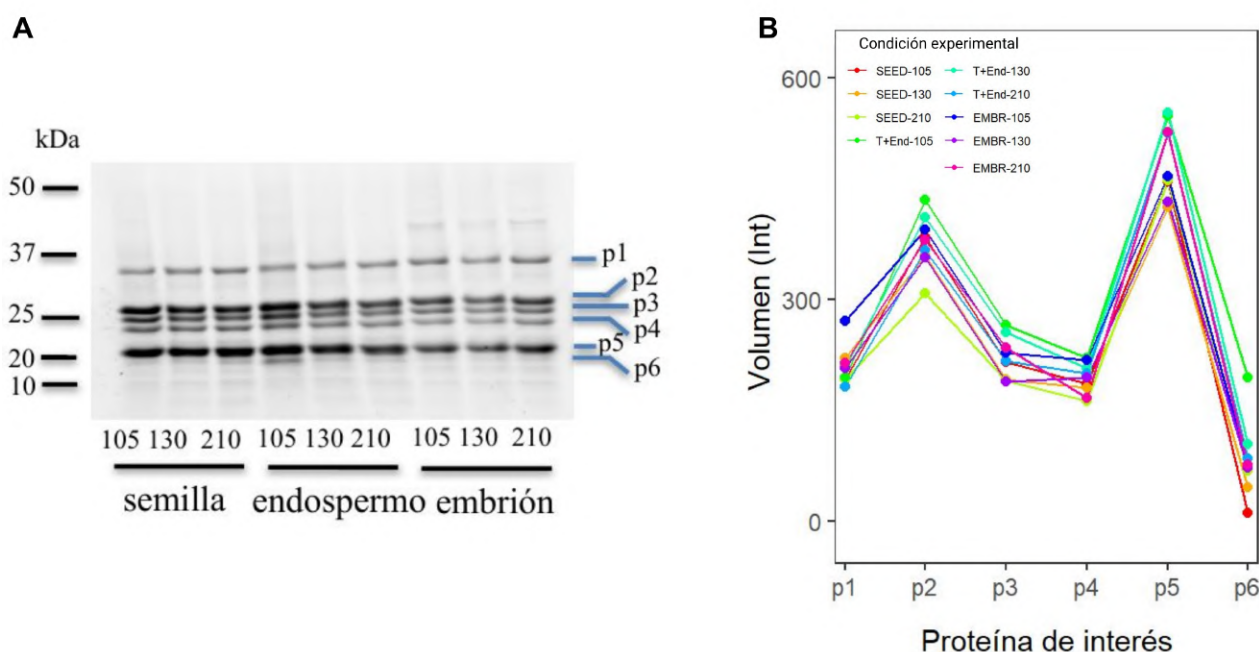 A
kDa
50
37
25
20
10
p1
p2
p3
p4
p5
p6
105 130 210 105 130 210 105 130 210
semilla endospermo embrión
B
Condición experimental
SEED-105 T+End-130
SEED-130 T+End-210
SEED-210 EMBR-105
T+End-105 EMBR-130
EMBR-210
600
300
0
Volumen (Int)
p1 p2 p3 p4 p5 p6
Proteína de interés